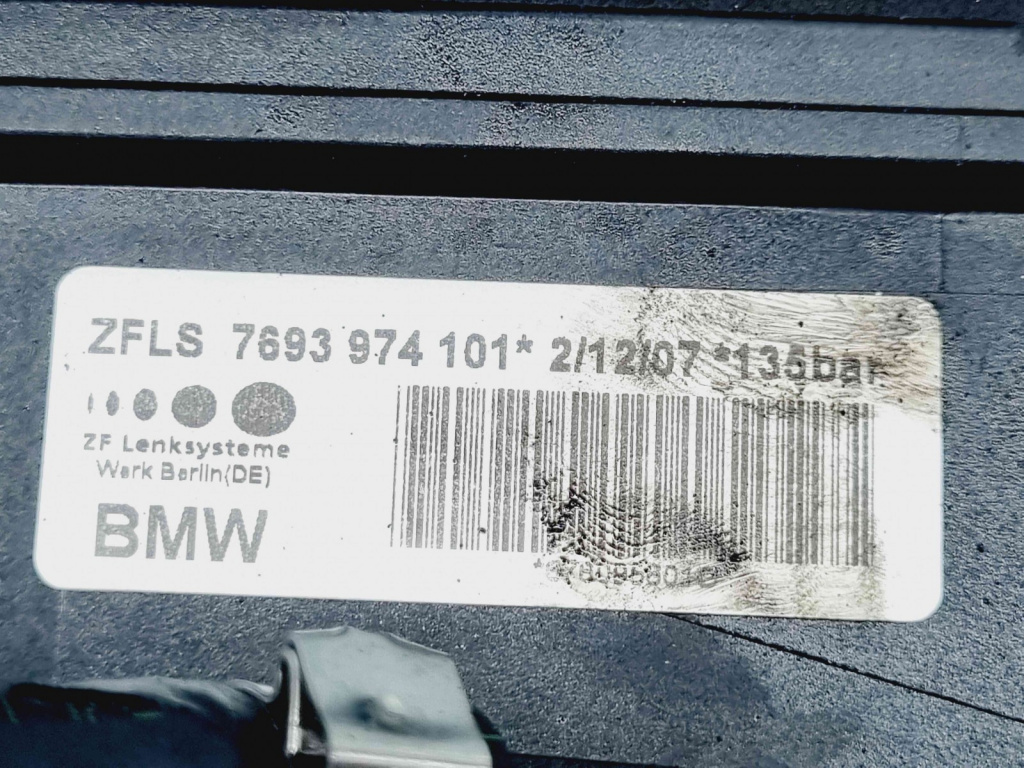 ZFLS 7693 974 101* 2/12/07 *135bar
ZF Lenksysteme
Werk Berlin(DE)
BMW